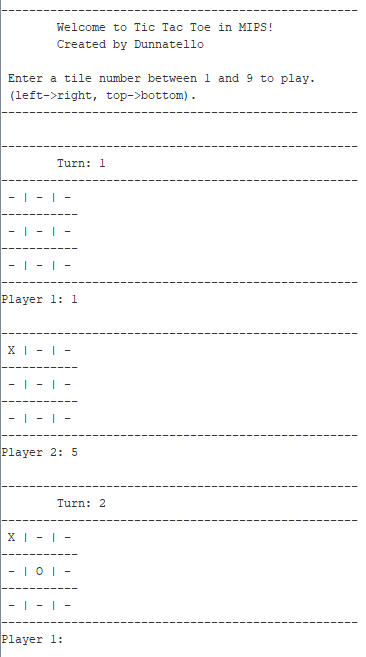 ---------------------------------------------------
        Welcome to Tic Tac Toe in MIPS!
        Created by Dunnatello
 Enter a tile number between 1 and 9 to play.
 (left->right, top->bottom).
---------------------------------------------------
---------------------------------------------------
        Turn: 1
---------------------------------------------------
 - | - | -
-----------
 - | - | -
-----------
 - | - | -
---------------------------------------------------
Player 1: 1
---------------------------------------------------
 X | - | -
-----------
 - | - | -
-----------
 - | - | -
---------------------------------------------------
Player 2: 5
---------------------------------------------------
        Turn: 2
---------------------------------------------------
 X | - | -
-----------
 - | O | -
-----------
 - | - | -
---------------------------------------------------
Player 1: